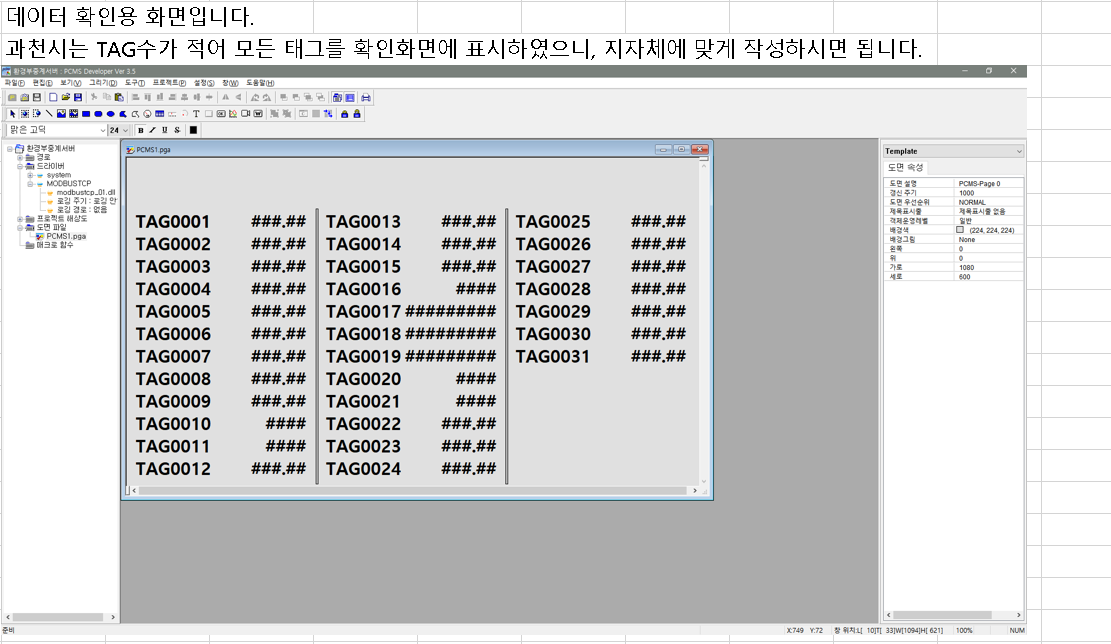 데이터 확인용 화면입니다.
과천시는 TAG수가 적어 모든 태그를 확인화면에 표시하였으니, 지자체에 맞게 작성하시면 됩니다.
환경부중계서버 : PCMS Developer Ver 3.5
파일(F) 편집(E) 보기(V) 그리기(D) 도구(T) 프로젝트(P) 설정(S) 창(W) 도움말(H)
맑은 고딕 24 B I U S
환경부중계서버
경로
드라이버
system
MODBUSTCP
modbustcp_01.dll
로깅 주기 : 로깅 안
로깅 경로 : 없음
프로젝트 해상도
도면 파일
PCMS1.pga
매크로 함수
PCMS1.pga
TAG0001 ###.## TAG0013 ###.## TAG0025 ###.##
TAG0002 ###.## TAG0014 ###.## TAG0026 ###.##
TAG0003 ###.## TAG0015 ###.## TAG0027 ###.##
TAG0004 ###.## TAG0016 #### TAG0028 ###.##
TAG0005 ###.## TAG0017 ######### TAG0029 ###.##
TAG0006 ###.## TAG0018 ######### TAG0030 ###.##
TAG0007 ###.## TAG0019 ######### TAG0031 ###.##
TAG0008 ###.## TAG0020 ####
TAG0009 ###.## TAG0021 ####
TAG0010 #### TAG0022 ###.##
TAG0011 #### TAG0023 ###.##
TAG0012 ###.## TAG0024 ###.##
Template
도면 속성
도면 설명 PCMS-Page 0
갱신 주기 1000
도면 우선순위 NORMAL
제목표시줄 제목표시줄 없음
객체운영레벨 일반
배경색 (224, 224, 224)
배경그림 None
왼쪽 0
위 0
가로 1080
세로 600
준비 X:749 Y:72 창 위치:L[ 10]T[ 33]W[1094]H[ 621] 100% NUM